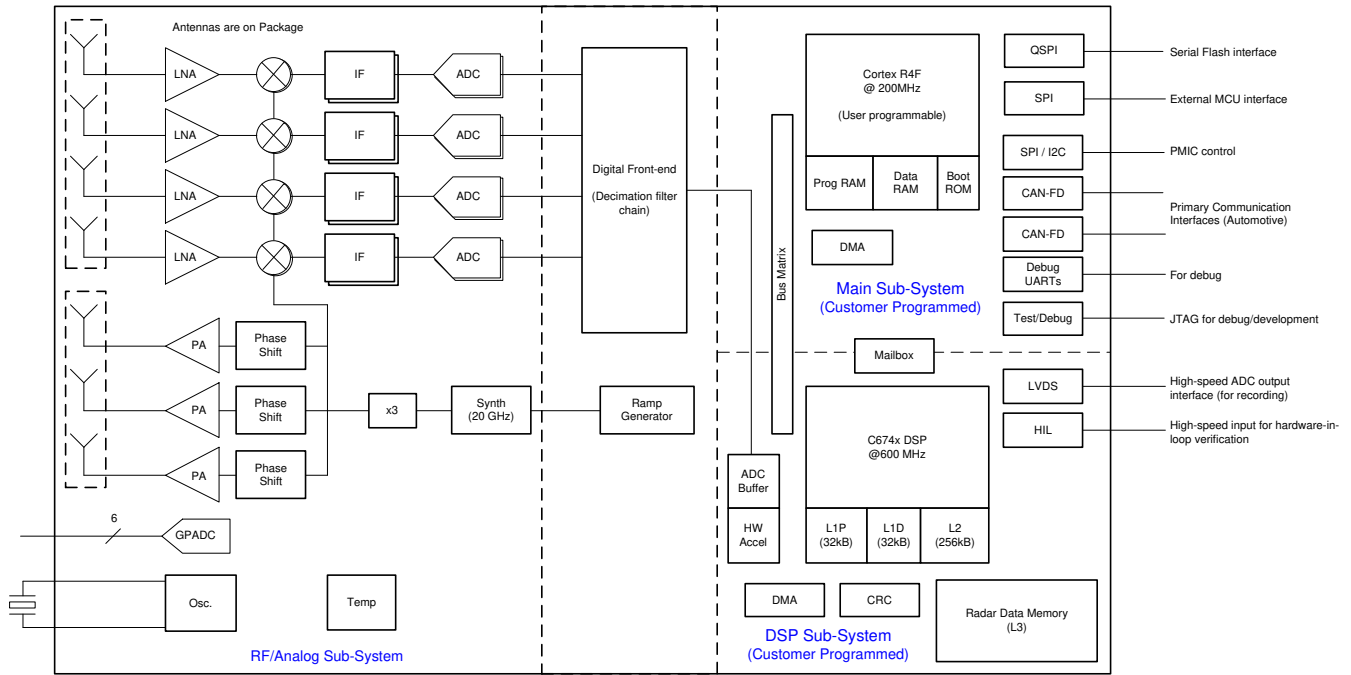 Antennas are on Package
LNA
IF
ADC
LNA
IF
ADC
LNA
IF
ADC
LNA
IF
ADC
PA
Phase
Shift
PA
Phase
Shift
PA
Phase
Shift
x3
Synth
(20 GHz)
Ramp
Generator
6
GPADC
Osc.
Temp
RF/Analog Sub-System
Digital Front-end
(Decimation filter
chain)
Bus Matrix
Cortex R4F
@ 200MHz
(User programmable)
Prog RAM
Data
RAM
Boot
ROM
DMA
Main Sub-System
(Customer Programmed)
Mailbox
C674x DSP
@600 MHz
ADC
Buffer
HW
Accel
L1P
(32kB)
L1D
(32kB)
L2
(256kB)
DMA
CRC
DSP Sub-System
(Customer Programmed)
Radar Data Memory
(L3)
QSPI
Serial Flash interface
SPI
External MCU interface
SPI / I2C
PMIC control
CAN-FD
CAN-FD
Primary Communication
Interfaces (Automotive)
Debug
UARTs
For debug
Test/Debug
JTAG for debug/development
LVDS
High-speed ADC output
interface (for recording)
HIL
High-speed input for hardware-in-
loop verification